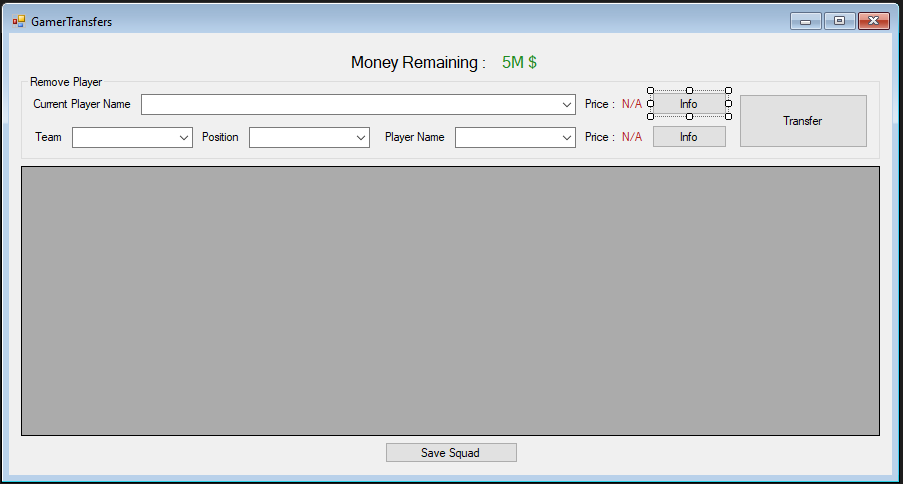 GamerTransfers
Money Remaining : 5M $
Remove Player
Current Player Name Price : N/A Info
Transfer
Team Position Player Name Price : N/A Info
Save Squad